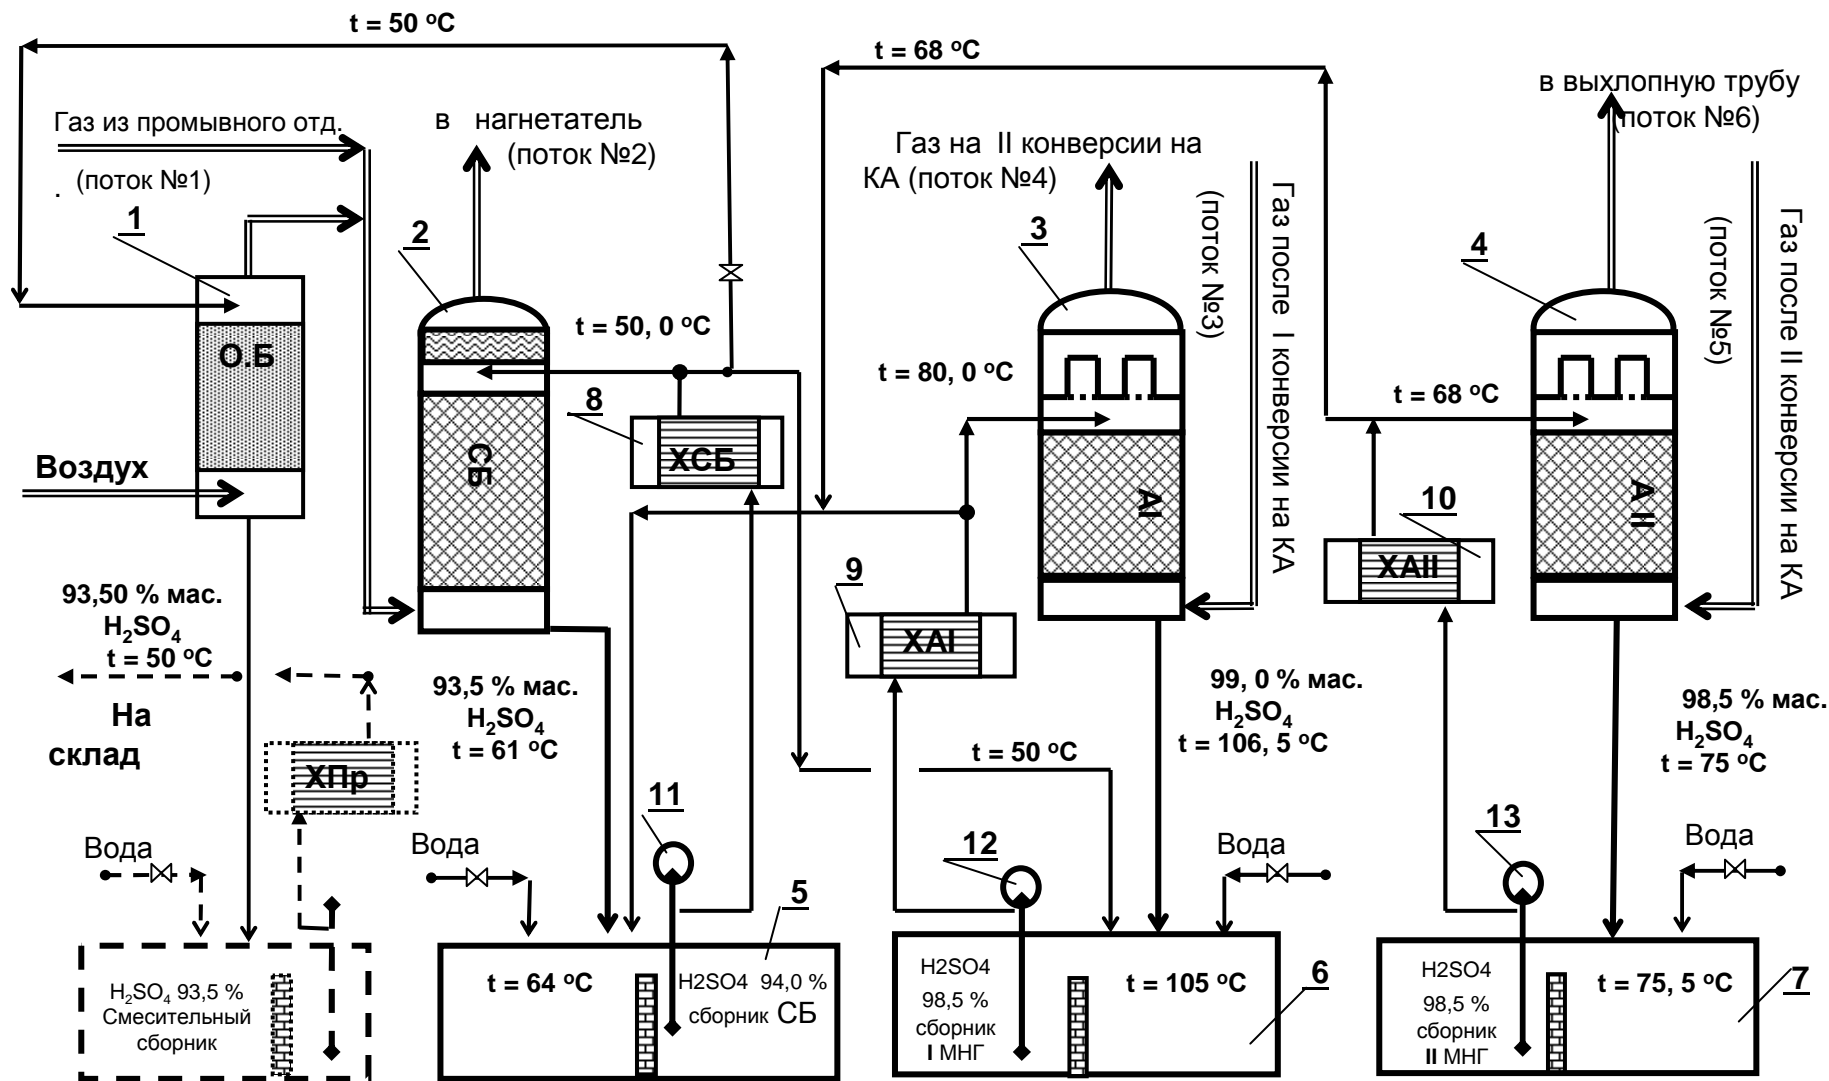 t = 50 ºC
t = 68 ºC
в выхлопную трубу
(поток №6)
Газ из промывного отд.
(поток №1)
.
в нагнетатель
(поток №2)
Газ на II конверсии на
КА (поток №4)
Газ после I конверсии на КА
(поток №3)
Газ после II конверсии на КА
(поток №5)
1
2
3
4
t = 50, 0 ºC
t = 80, 0 ºC
t = 68 ºC
О.Б
СБ
8
ХСБ
АI
А II
Воздух
10
ХАII
9
ХАI
93,50 % мас.
H2SO4
t = 50 ºC
На
склад
ХПр
93,5 % мас.
H2SO4
t = 61 ºC
99, 0 % мас.
H2SO4
t = 106, 5 ºC
98,5 % мас.
H2SO4
t = 75 ºC
t = 50 ºC
11
12
13
Вода
Вода
Вода
Вода
5
6
7
H2SO4 93,5 %
Смесительный
сборник
t = 64 ºC
H2SO4 94,0 %
сборник СБ
H2SO4
98,5 %
сборник
I МНГ
t = 105 ºC
H2SO4
98,5 %
сборник
II МНГ
t = 75, 5 ºC